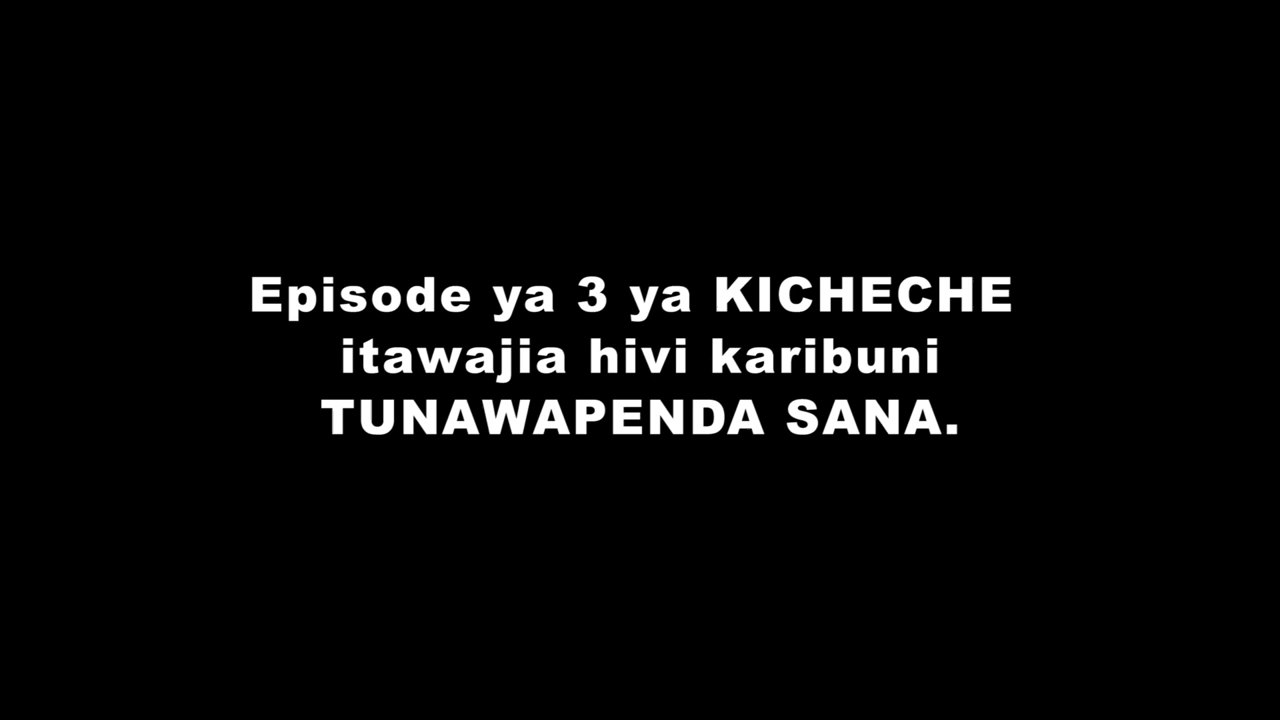 Episode ya 3 ya KICHECHE
itawajia hivi karibuni
TUNAWAPENDA SANA.